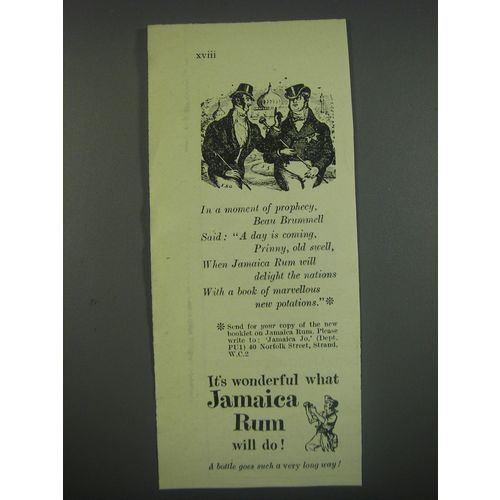 xviii
In a moment of prophecy,
Beau Brummell
Said: "A day is coming,
Prinny, old swell,
When Jamaica Rum will
delight the nations
With a book of marvellous
new potations."*
* Send for your copy of the new
booklet on Jamaica Rum. Please
write to: 'Jamaica Jo,' (Dept.
PU1) 40 Norfolk Street, Strand,
W.C.2
It's wonderful what
Jamaica
Rum
will do!
A bottle goes such a very long way!